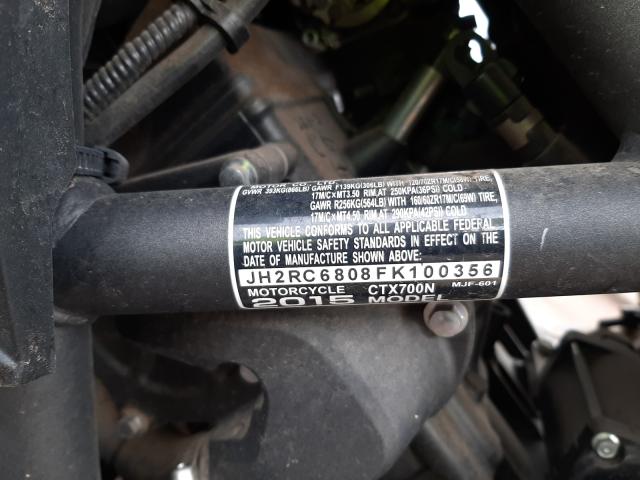 MOTOR CO., LTD.
GVWR 393KG(866LB) GAWR F139KG(306LB) WITH 120/70ZR17M/C(58W) TIRE,
17M/C×MT3.50 RIM, AT 250KPA(36PSI) COLD
GAWR R256KG(564LB) WITH 160/60ZR17M/C(69W) TIRE,
17M/C×MT4.50 RIM, AT 290KPA(42PSI) COLD
THIS VEHICLE CONFORMS TO ALL APPLICABLE FEDERAL
MOTOR VEHICLE SAFETY STANDARDS IN EFFECT ON THE
DATE OF MANUFACTURE SHOWN ABOVE:
JH2RC6808FK100356
MOTORCYCLE CTX700N MJF-601
2015 MODEL